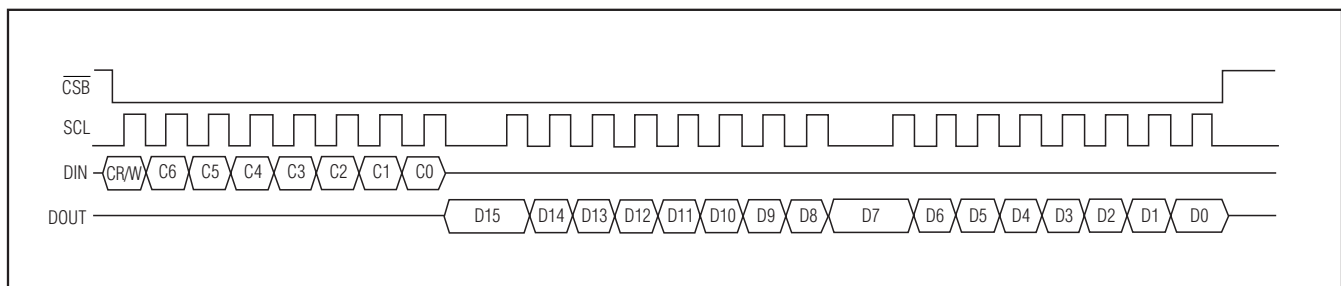 CSB
SCL
DIN CR/W C6 C5 C4 C3 C2 C1 C0
DOUT D15 D14 D13 D12 D11 D10 D9 D8 D7 D6 D5 D4 D3 D2 D1 D0